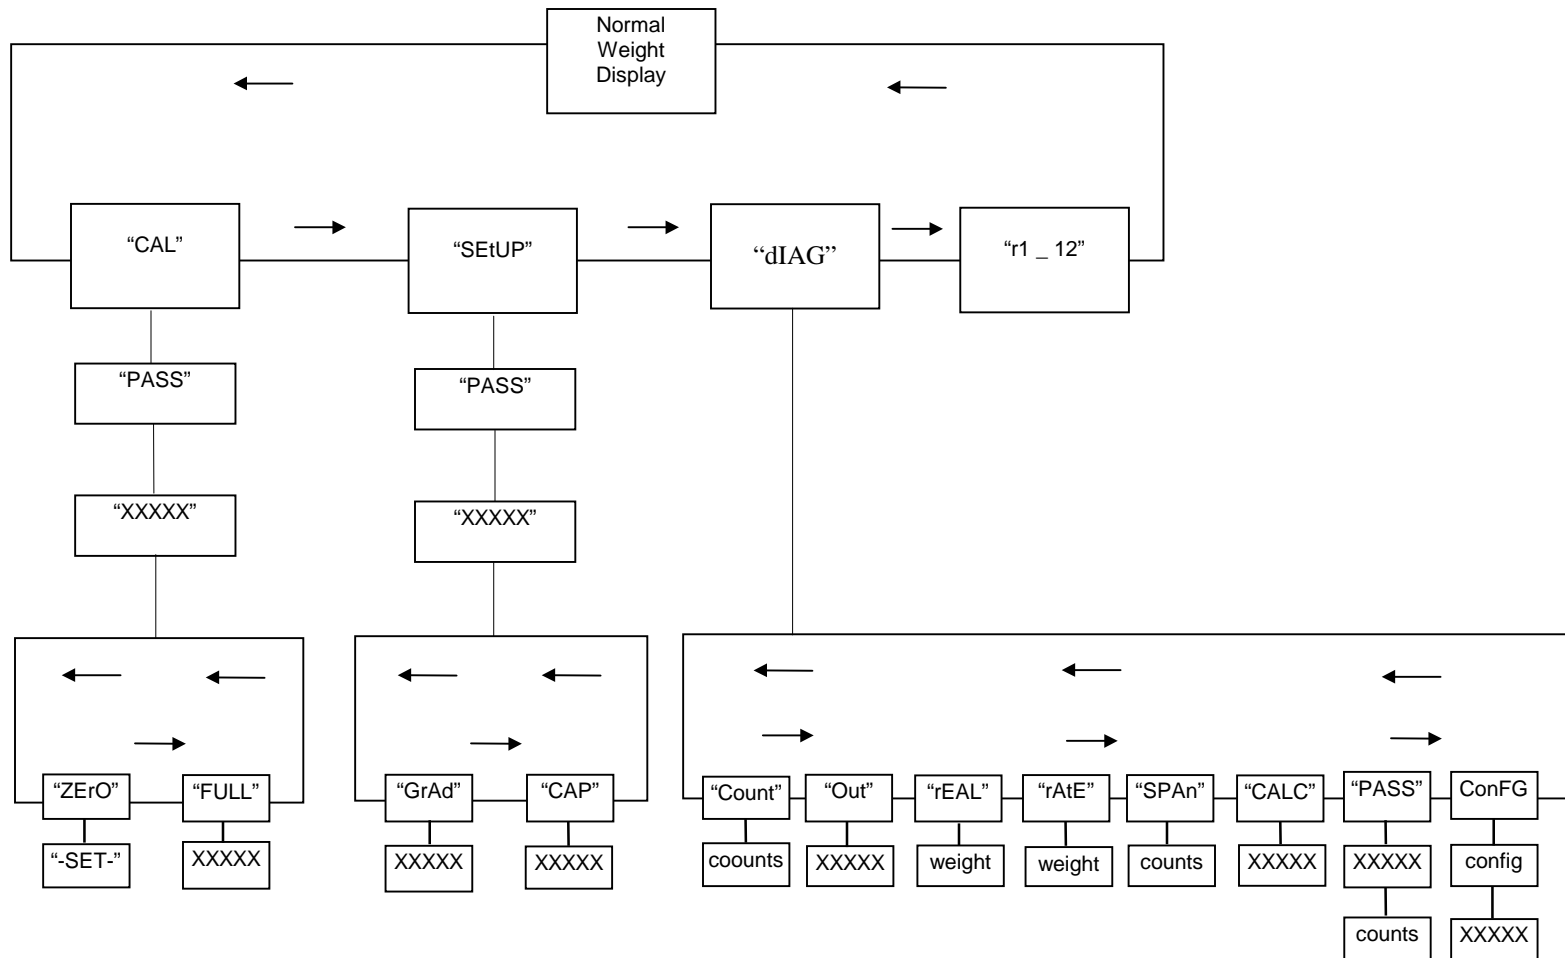 Normal
Weight
Display
“CAL”
“SEtUP”
“dIAG”
“r1 _ 12”
“PASS”
“PASS”
“XXXXX”
“XXXXX”
“ZErO”
“FULL”
“GrAd”
“CAP”
“Count”
“Out”
“rEAL”
“rAtE”
“SPAn”
“CALC”
“PASS”
ConFG
“-SET-”
XXXXX
XXXXX
XXXXX
coounts
XXXXX
weight
weight
counts
XXXXX
XXXXX
config
counts
XXXXX